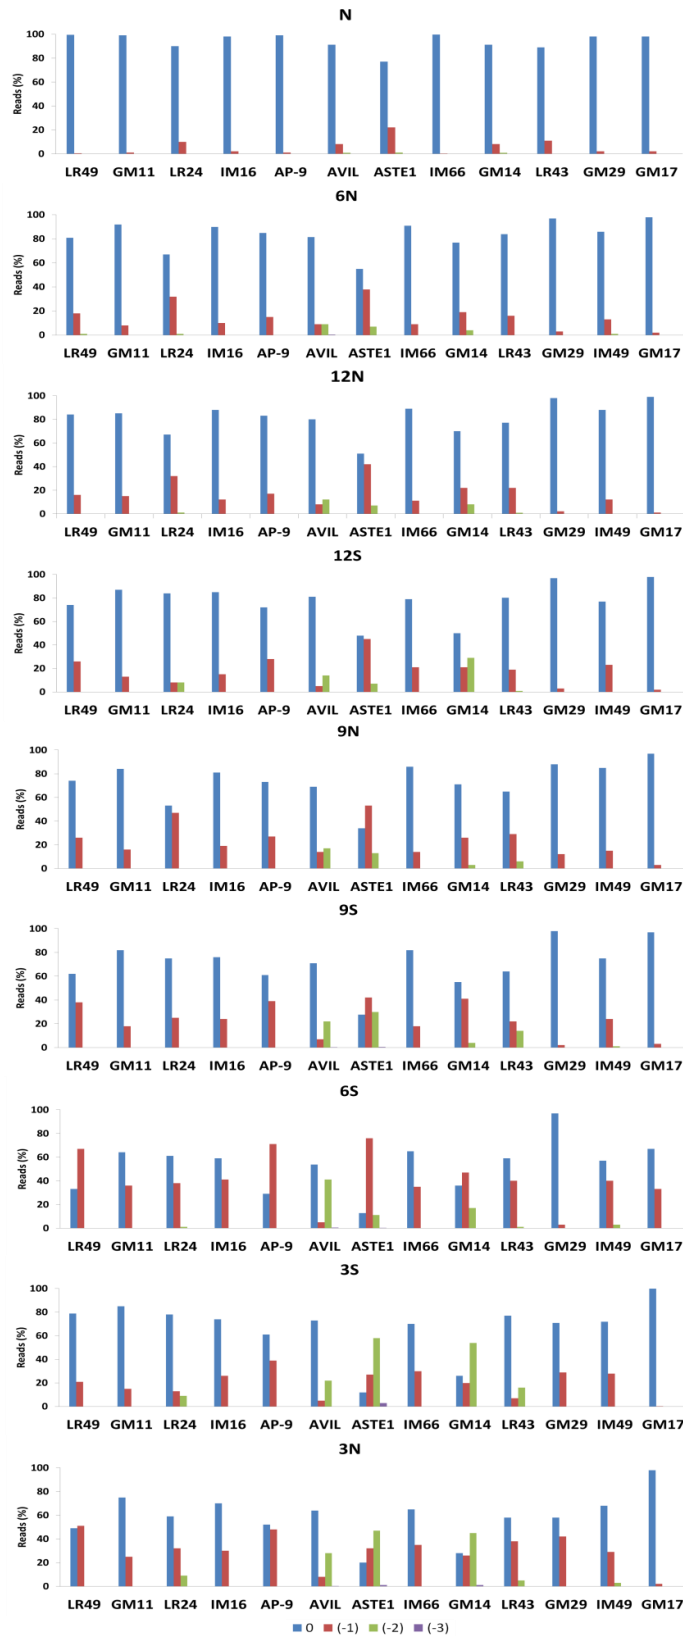 N
Reads (%)
100
80
60
40
20
0
LR49 GM11 LR24 IM16 AP-9 AVIL ASTE1 IM66 GM14 LR43 GM29 GM17
6N
Reads (%)
100
80
60
40
20
0
LR49 GM11 LR24 IM16 AP-9 AVIL ASTE1 IM66 GM14 LR43 GM29 IM49 GM17
12N
Reads (%)
100
80
60
40
20
0
LR49 GM11 LR24 IM16 AP-9 AVIL ASTE1 IM66 GM14 LR43 GM29 IM49 GM17
12S
Reads (%)
100
80
60
40
20
0
LR49 GM11 LR24 IM16 AP-9 AVIL ASTE1 IM66 GM14 LR43 GM29 IM49 GM17
9N
Reads (%)
100
80
60
40
20
0
LR49 GM11 LR24 IM16 AP-9 AVIL ASTE1 IM66 GM14 LR43 GM29 IM49 GM17
9S
Reads (%)
100
80
60
40
20
0
LR49 GM11 LR24 IM16 AP-9 AVIL ASTE1 IM66 GM14 LR43 GM29 IM49 GM17
6S
Reads (%)
100
80
60
40
20
0
LR49 GM11 LR24 IM16 AP-9 AVIL ASTE1 IM66 GM14 LR43 GM29 IM49 GM17
3S
Reads (%)
100
80
60
40
20
0
LR49 GM11 LR24 IM16 AP-9 AVIL ASTE1 IM66 GM14 LR43 GM29 IM49 GM17
3N
Reads (%)
100
80
60
40
20
0
LR49 GM11 LR24 IM16 AP-9 AVIL ASTE1 IM66 GM14 LR43 GM29 IM49 GM17
0 (-1) (-2) (-3)